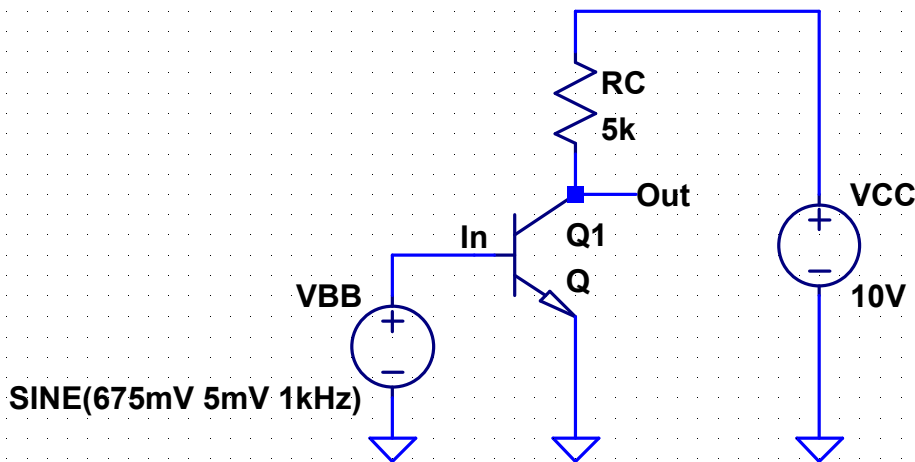 RC
5k
Out
VCC
In
Q1
Q
VBB
10V
SINE(675mV 5mV 1kHz)